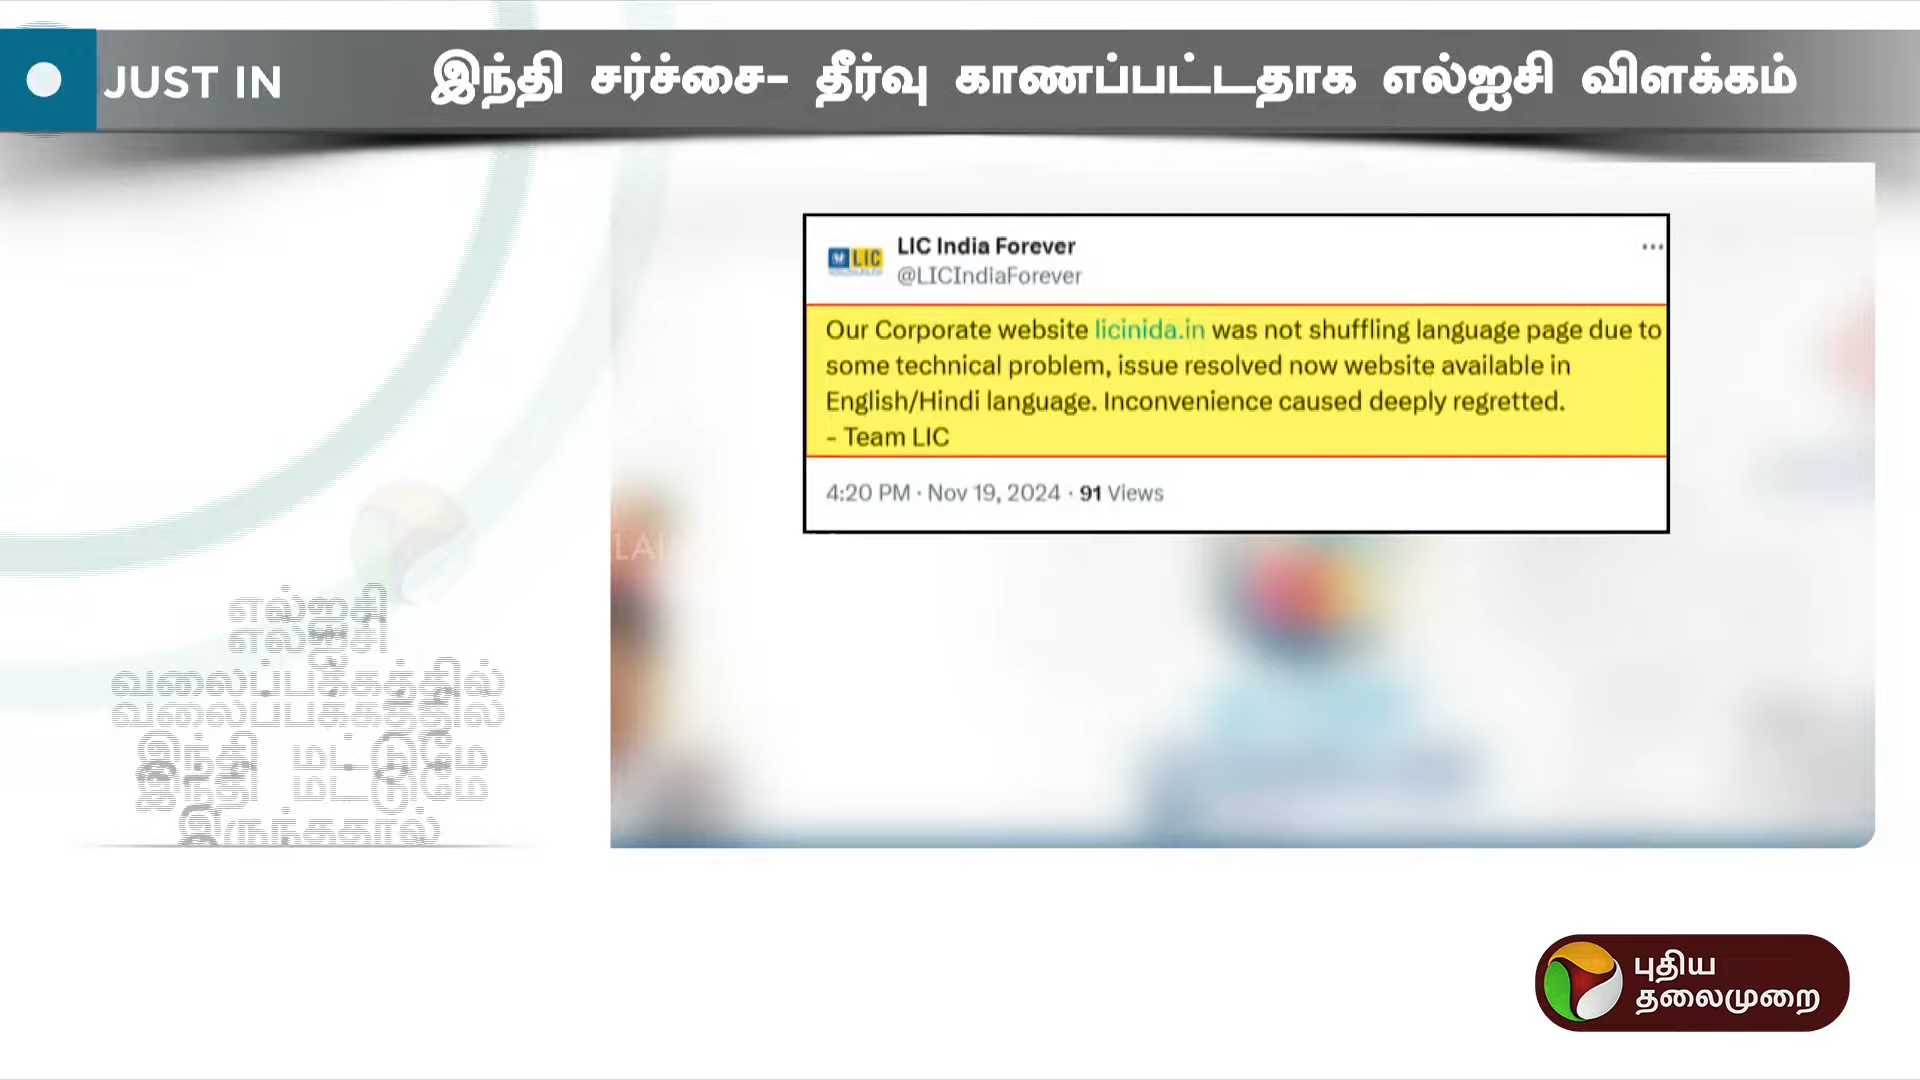 JUST IN
இந்தி சர்ச்சை- தீர்வு காணப்பட்டதாக எல்ஐசி விளக்கம்
LIC
LIC India Forever
@LICIndiaForever
Our Corporate website licinida.in was not shuffling language page due to
some technical problem, issue resolved now website available in
English/Hindi language. Inconvenience caused deeply regretted.
- Team LIC
4:20 PM · Nov 19, 2024 · 91 Views
எல்ஐசி
வலைப்பக்கத்தில்
இந்தி மட்டுமே
இருந்ததால்
புதிய
தலைமுறை